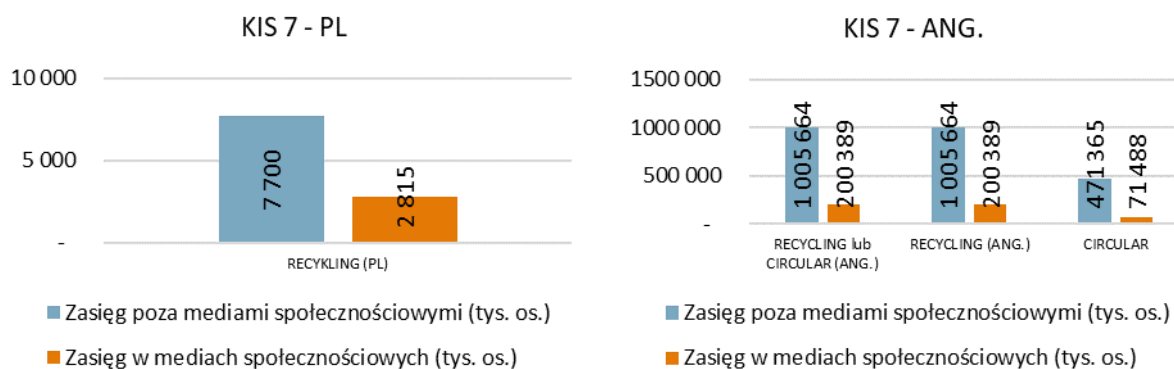 KIS 7 - PL
10 000
5 000
-
7 700
2 815
RECYKLING (PL)
Zasięg poza mediami społecznościowymi (tys. os.)
Zasięg w mediach społecznościowych (tys. os.)
KIS 7 - ANG.
1500 000
1000 000
500 000
-
1 005 664
200 389
1 005 664
200 389
471 365
71 488
RECYCLING lub
CIRCULAR (ANG.)
RECYCLING (ANG.)
CIRCULAR
Zasięg poza mediami społecznościowymi (tys. os.)
Zasięg w mediach społecznościowych (tys. os.)